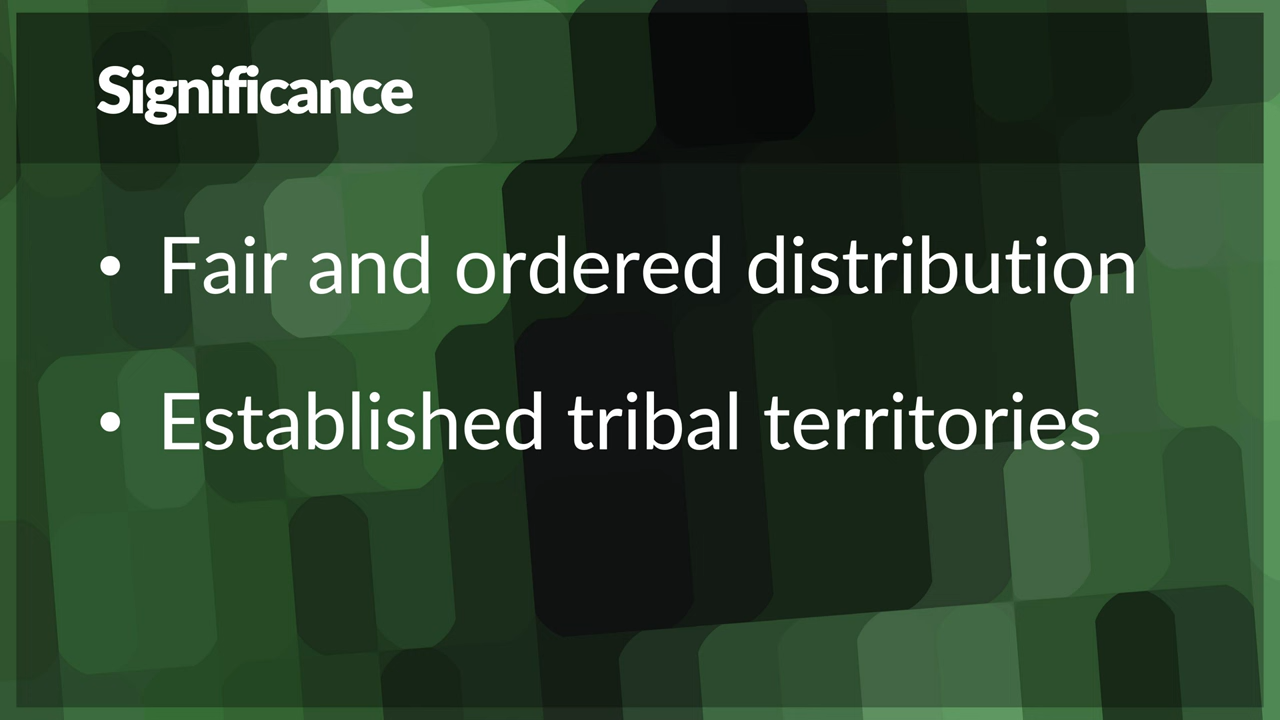 Significance
• Fair and ordered distribution
• Established tribal territories